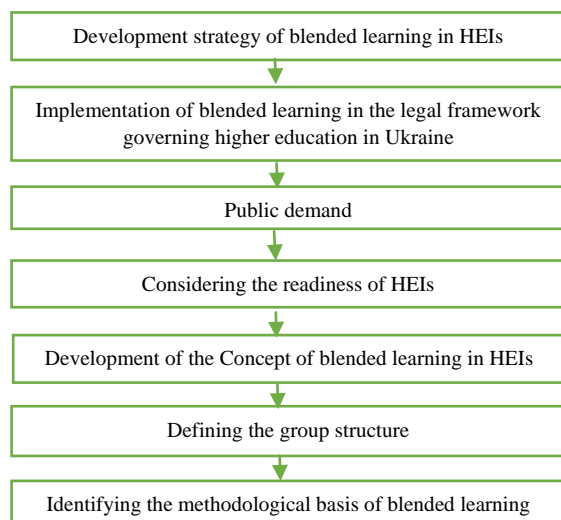 Development strategy of blended learning in HEIs
Implementation of blended learning in the legal framework
governing higher education in Ukraine
Public demand
Considering the readiness of HEIs
Development of the Concept of blended learning in HEIs
Defining the group structure
Identifying the methodological basis of blended learning